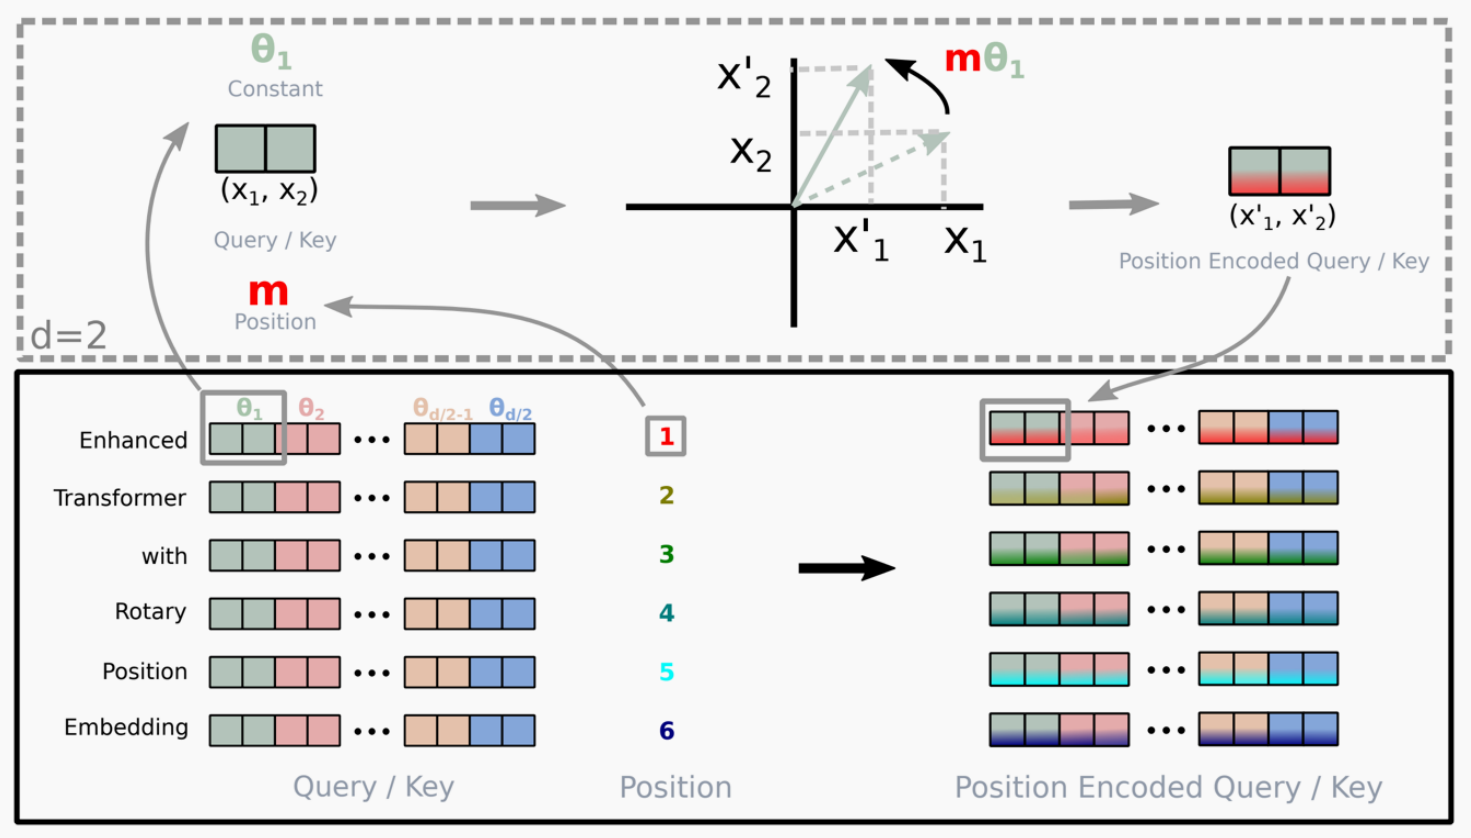 θ₁
Constant
(x₁, x₂)
Query / Key
m
Position
d=2
x'₂
x₂
x'₁
x₁
mθ₁
(x'₁, x'₂)
Position Encoded Query / Key
θ₁ θ₂ ••• θ_{d/2-1} θ_{d/2}
Enhanced ••• 1 •••
Transformer ••• 2 •••
with ••• 3 •••
Rotary ••• 4 •••
Position ••• 5 •••
Embedding ••• 6 •••
Query / Key Position Position Encoded Query / Key